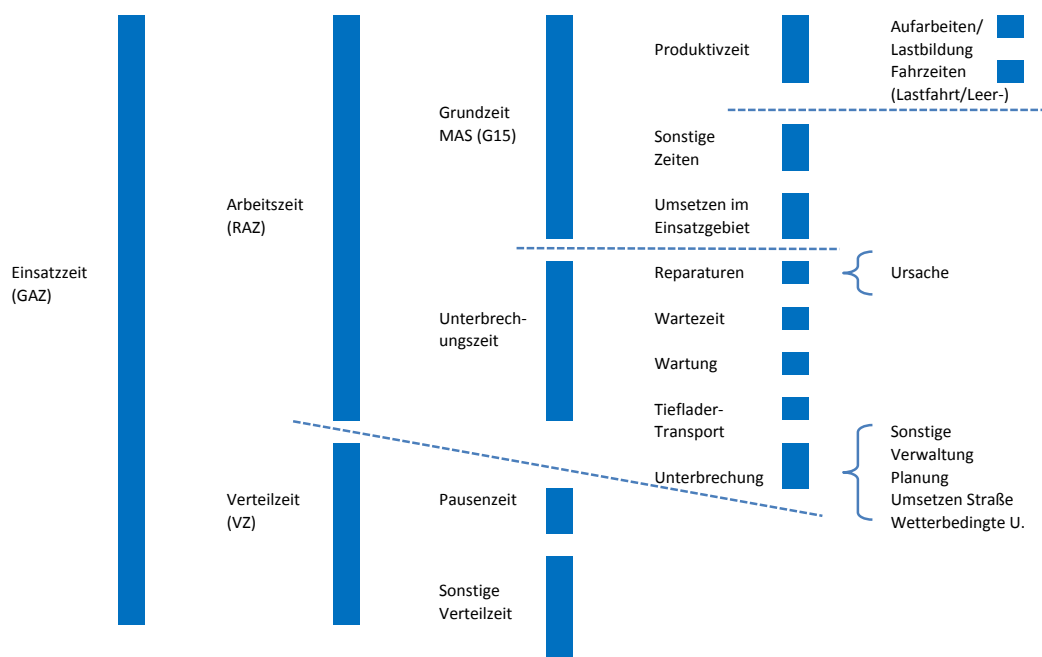 Einsatzzeit
(GAZ)
Arbeitszeit
(RAZ)
Verteilzeit
(VZ)
Grundzeit
MAS (G15)
Unterbrech-
ungszeit
Pausenzeit
Sonstige
Verteilzeit
Produktivzeit
Sonstige
Zeiten
Umsetzen im
Einsatzgebiet
Reparaturen
Wartezeit
Wartung
Tieflader-
Transport
Unterbrechung
Aufarbeiten/
Lastbildung
Fahrzeiten
(Lastfahrt/Leer-)
Ursache
Sonstige
Verwaltung
Planung
Umsetzen Straße
Wetterbedingte U.